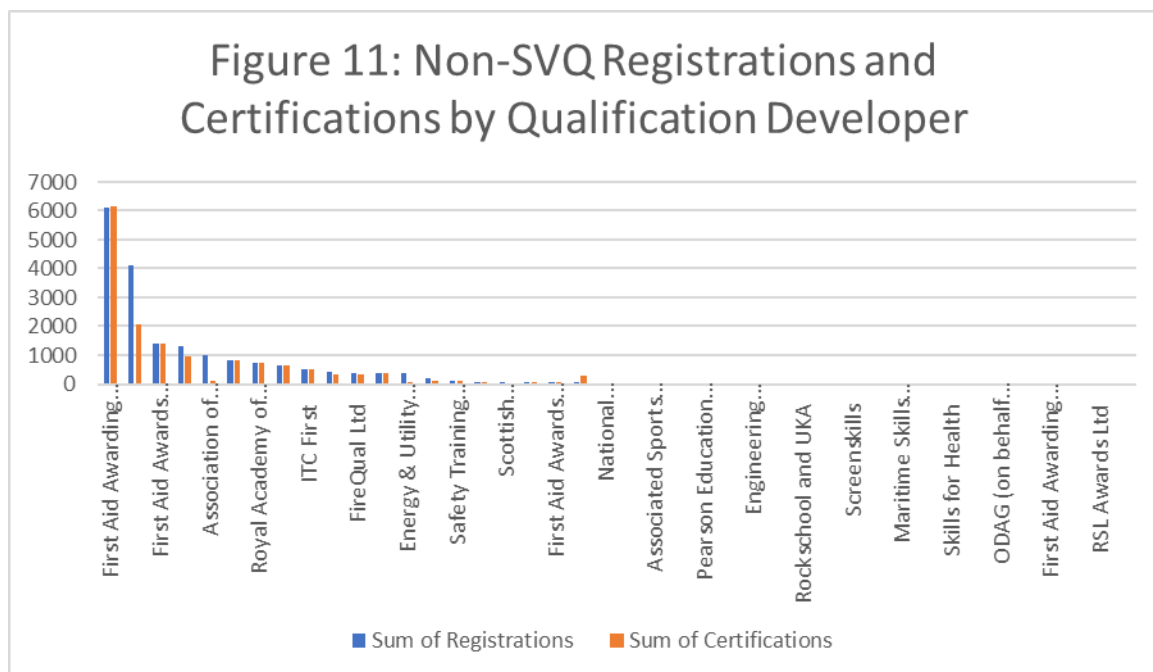 Figure 11: Non-SVQ Registrations and
Certifications by Qualification Developer
7000
6000
5000
4000
3000
2000
1000
0
First Aid Awarding...
First Aid Awards...
Association of...
Royal Academy of...
ITC First
FireQual Ltd
Energy & Utility...
Safety Training...
Scottish...
First Aid Awards...
National...
Associated Sports...
Pearson Education...
Engineering...
Rockschool and UKA
Screenskills
Maritime Skills...
Skills for Health
ODAG (on behalf...
First Aid Awarding...
RSL Awards Ltd
Sum of Registrations
Sum of Certifications